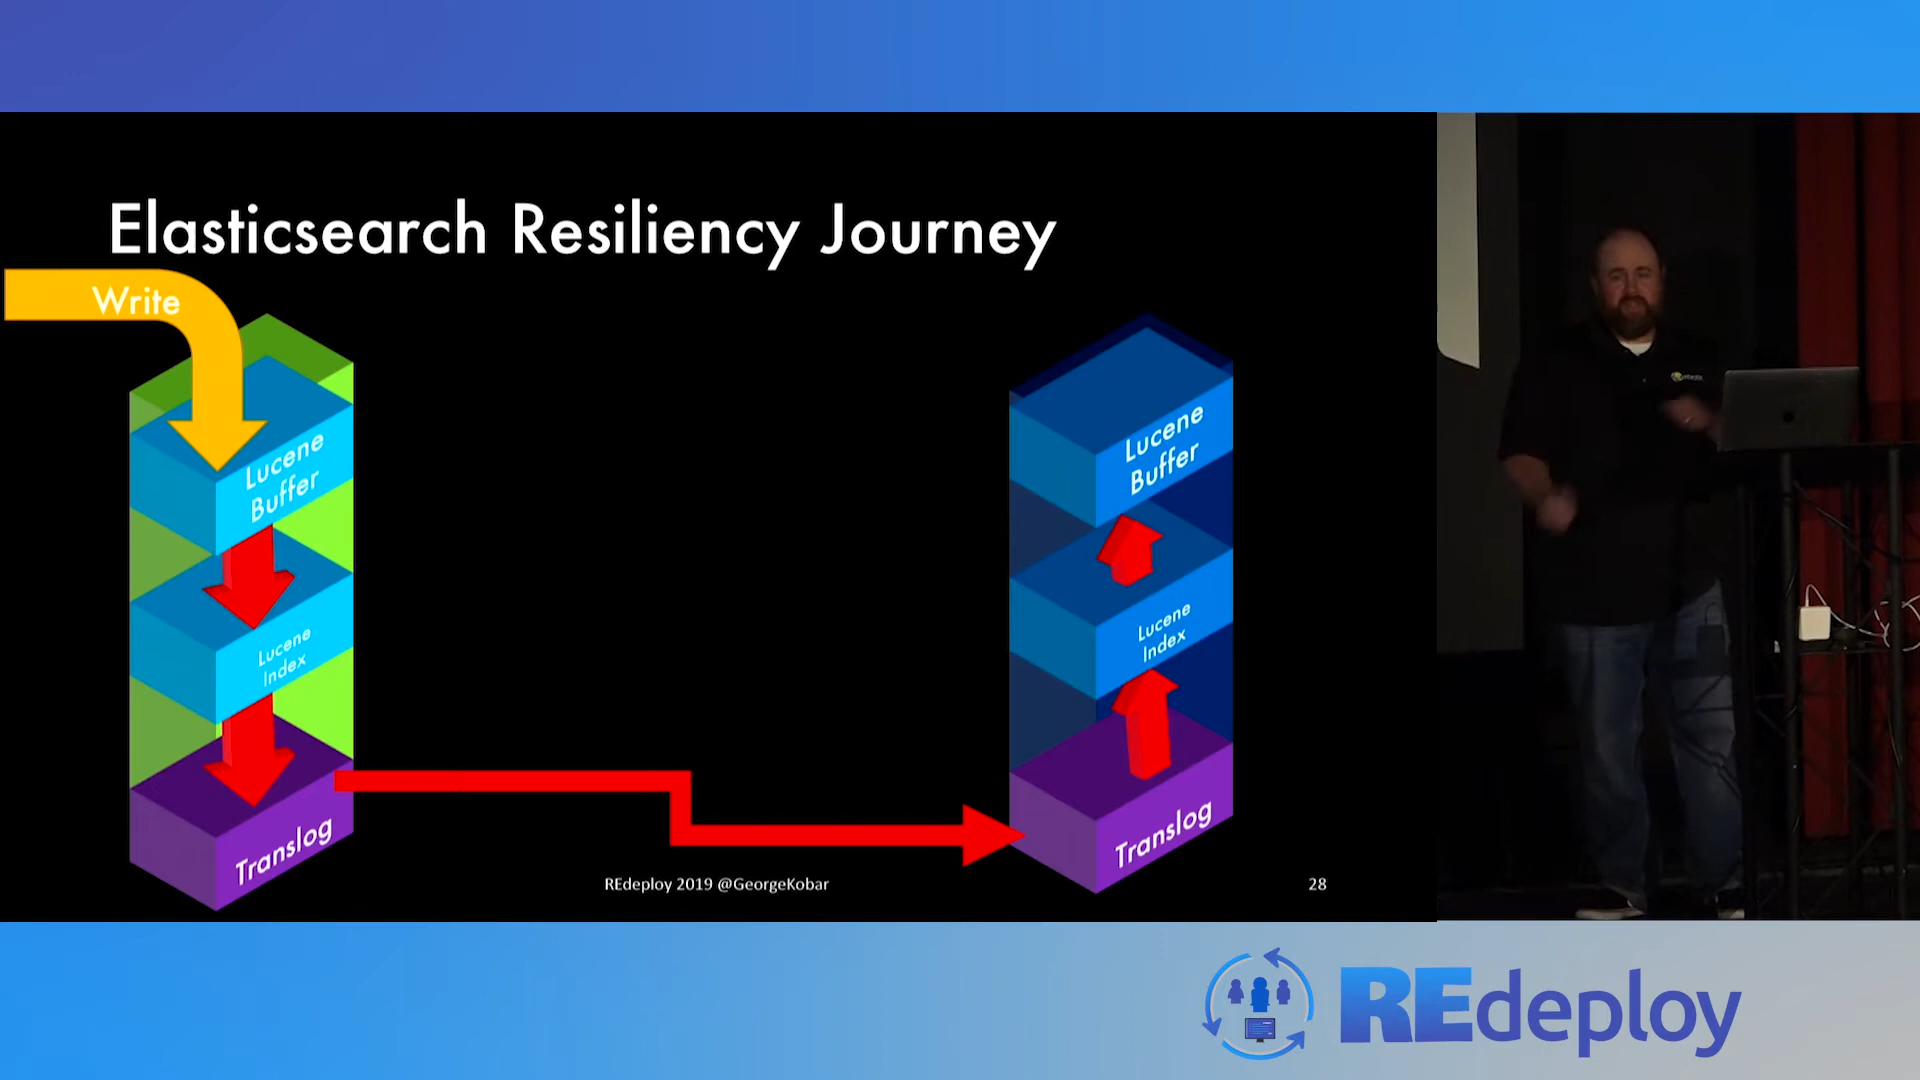 Elasticsearch Resiliency Journey
Write
Lucene
Buffer
Lucene
Index
Translog
Lucene
Buffer
Lucene
Index
Translog
REdeploy 2019 @GeorgeKobar
28
REdeploy